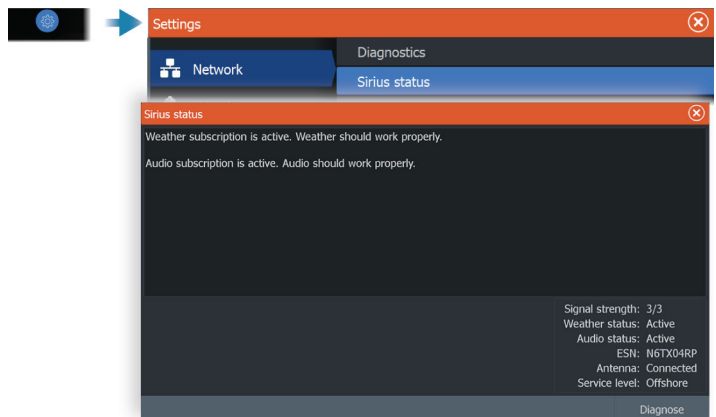 Settings
Diagnostics
Network
Sirius status
Sirius status
Weather subscription is active. Weather should work properly.
Audio subscription is active. Audio should work properly.
Signal strength: 3/3
Weather status: Active
Audio status: Active
ESN: N6TX04RP
Antenna: Connected
Service level: Offshore
Diagnose